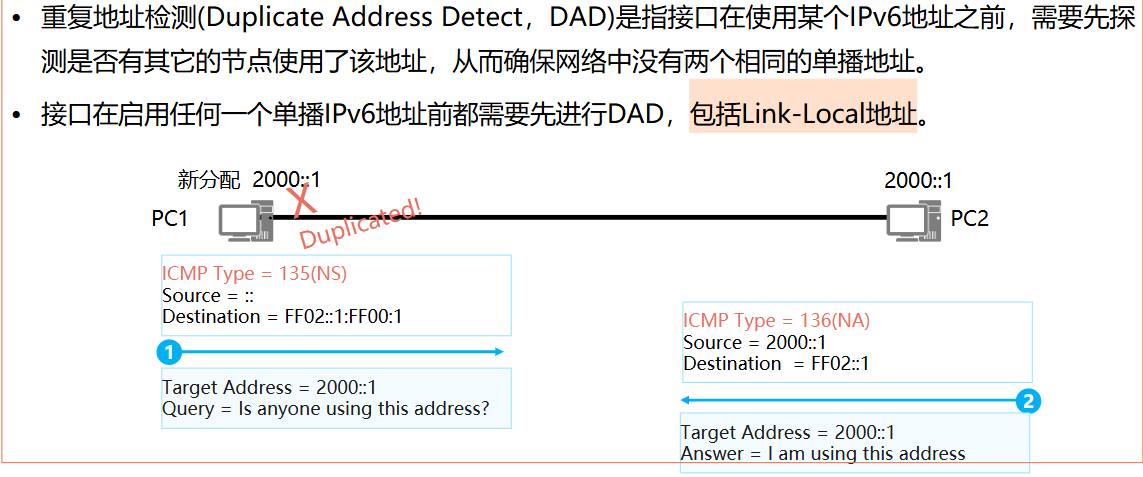 • 重复地址检测(Duplicate Address Detect，DAD)是指接口在使用某个IPv6地址之前，需要先探
测是否有其它的节点使用了该地址，从而确保网络中没有两个相同的单播地址。
• 接口在启用任何一个单播IPv6地址前都需要先进行DAD，包括Link-Local地址。
新分配 2000::1
2000::1
X
PC1
PC2
Duplicated!
ICMP Type = 135(NS)
Source = ::
Destination = FF02::1:FF00:1
1
Target Address = 2000::1
Query = Is anyone using this address?
ICMP Type = 136(NA)
Source = 2000::1
Destination = FF02::1
2
Target Address = 2000::1
Answer = I am using this address